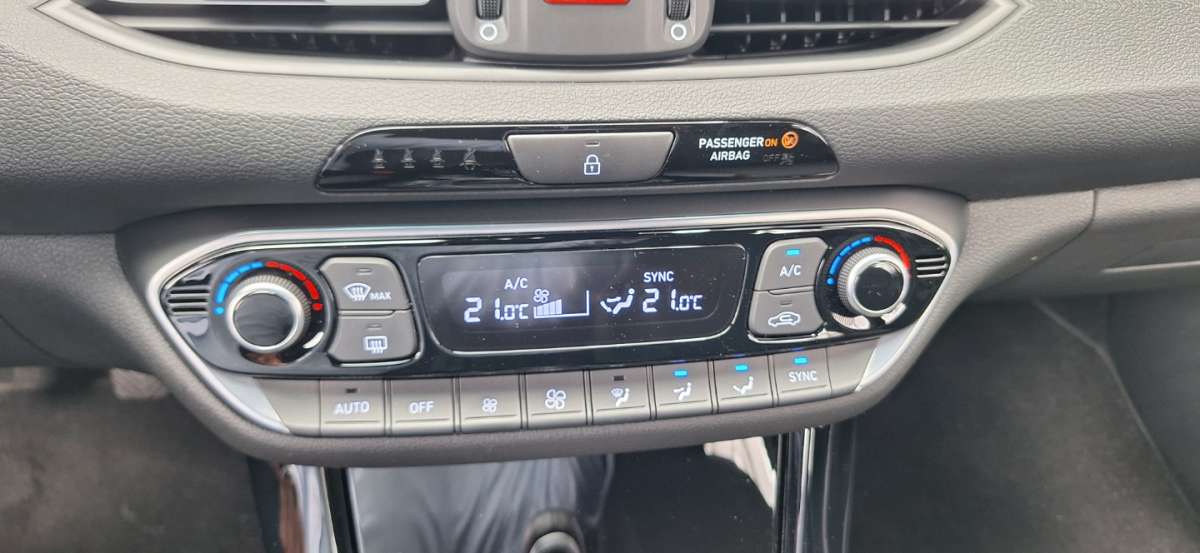 PASSENGER ON
AIRBAG OFF
A/C
21.0°C
SYNC
21.0°C
MAX
A/C
AUTO
OFF
SYNC